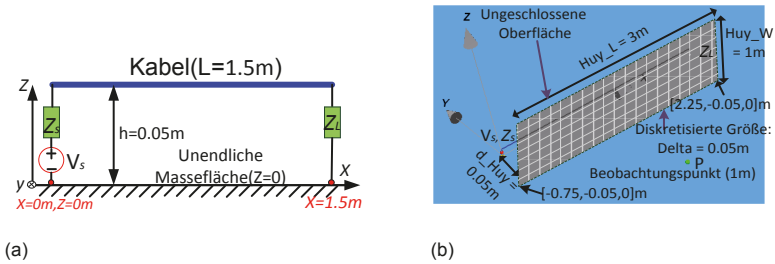 Kabel(L=1.5m)
Z
Zs
h=0.05m
ZL
Vs
Unendliche
Massefläche(Z=0)
X
y
X=0m,Z=0m
X=1.5m
(a)
Z
Ungeschlossene
Oberfläche
Huy_L = 3m
Huy_W
= 1m
ZL
Y
[2.25,-0.05,0]m
Vs, Zs
Diskretisierte Größe:
Delta = 0.05m
d_Huy =
0.05m
P
Beobachtungspunkt (1m)
[-0.75,-0.05,0]m
(b)